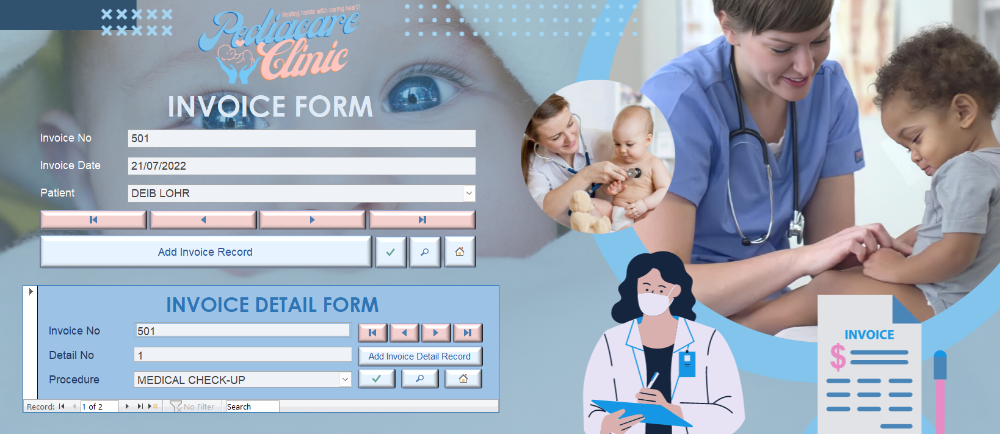 Healing hands with caring heart!
Pediacare
Clinic
INVOICE FORM
Invoice No 501
Invoice Date 21/07/2022
Patient DEIB LOHR
Add Invoice Record
INVOICE DETAIL FORM
Invoice No 501
Detail No 1
Add Invoice Detail Record
Procedure MEDICAL CHECK-UP
Record: 1 of 2 No Filter Search
INVOICE
$